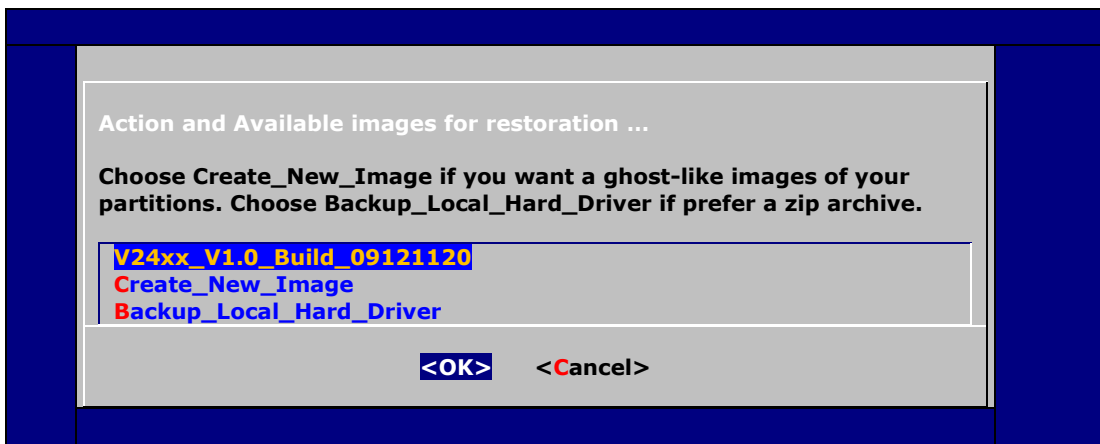 Action and Available images for restoration ...
Choose Create_New_Image if you want a ghost-like images of your
partitions. Choose Backup_Local_Hard_Driver if prefer a zip archive.
V24xx_V1.0_Build_09121120
Create_New_Image
Backup_Local_Hard_Driver
<OK> <Cancel>